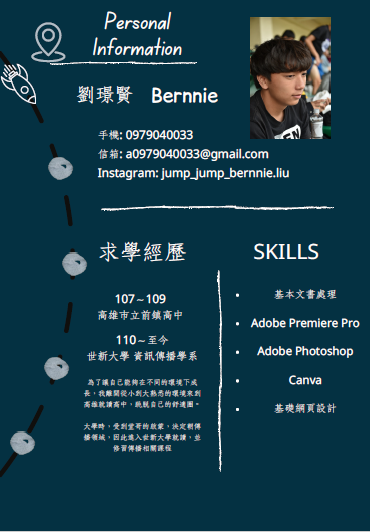 Personal
Information
劉璟賢 Bernnie
手機: 0979040033
信箱: a0979040033@gmail.com
Instagram: jump_jump_bernnie.liu
求學經歷
107~109
高雄市立前鎮高中
110~至今
世新大學 資訊傳播學系
為了讓自己能夠在不同的環境下成
長，我離開從小到大熟悉的環境來到
高雄就讀高中，跳脫自己的舒適圈。
大學時，受到堂哥的啟蒙，決定朝傳
播領域，因此進入世新大學就讀，並
修習傳播相關課程
SKILLS
• 基本文書處理
• Adobe Premiere Pro
• Adobe Photoshop
• Canva
• 基礎網頁設計